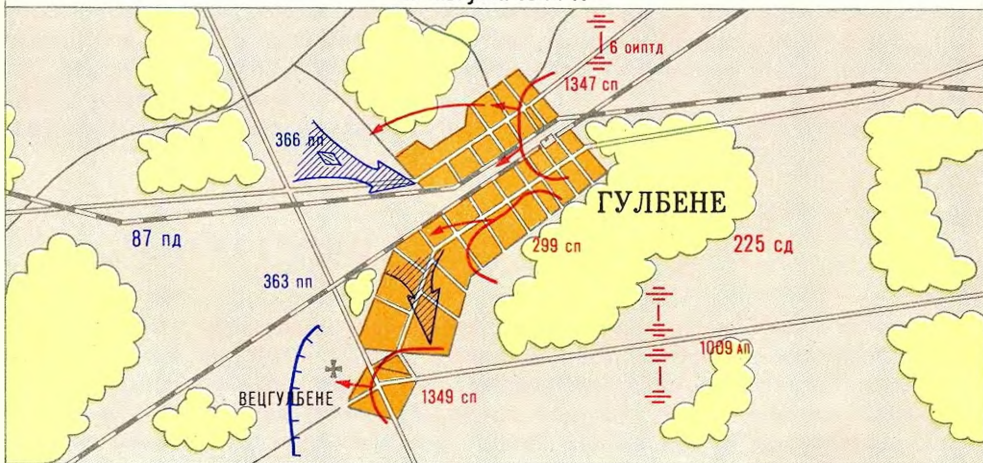 6 оиптд
1347 сп
366 пп
ГУЛБЕНЕ
87 пд
299 сп
225 сд
363 пп
1009 АП
1349 сп
ВЕЦГУЛБЕНЕ